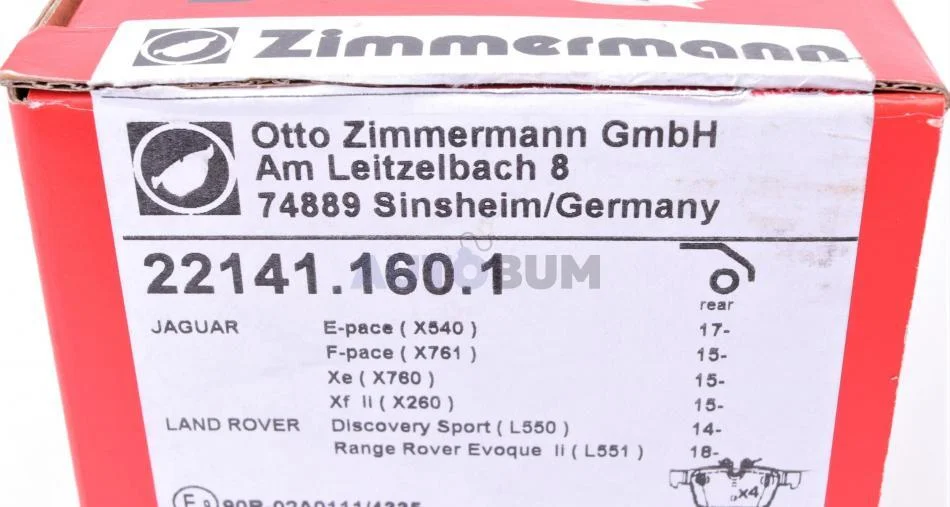 Zimmermann
Otto Zimmermann GmbH
Am Leitzelbach 8
74889 Sinsheim/Germany
22141.160.1
AUTOBUM
rear
JAGUAR E-pace ( X540 ) 17-
F-pace ( X761 ) 15-
Xe ( X760 ) 15-
Xf II ( X260 ) 15-
LAND ROVER Discovery Sport ( L550 ) 14-
Range Rover Evoque II ( L551 ) 18-
x4
E 9